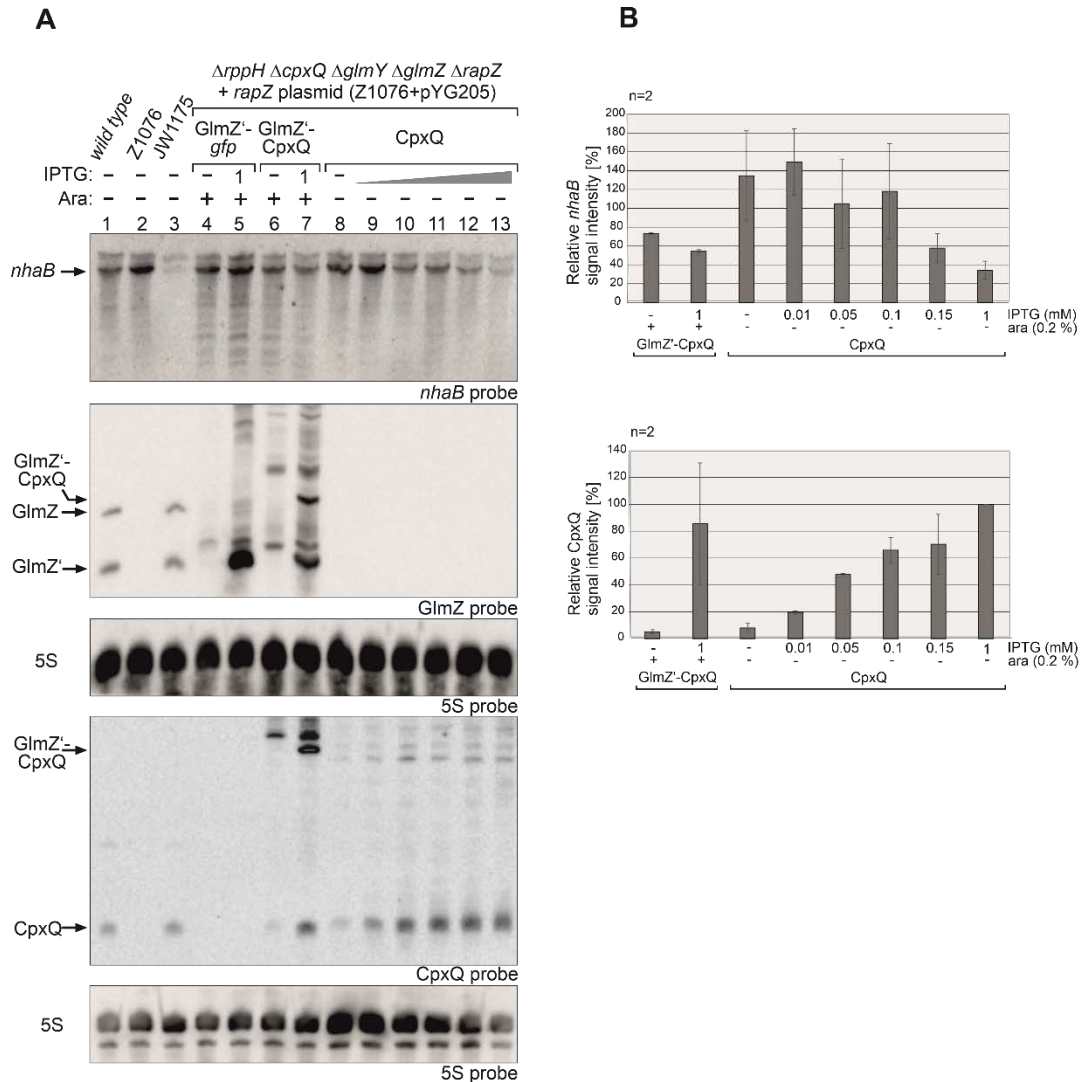 A
ΔrppH ΔcpxQ ΔglmY ΔglmZ ΔrapZ
+ rapZ plasmid (Z1076+pYG205)
wild type
Z1076
JW1175
GlmZ‘-
gfp
GlmZ‘-
CpxQ
CpxQ
IPTG: – – – – 1 – 1 –
Ara: – – – + + + + – – – – – –
1 2 3 4 5 6 7 8 9 10 11 12 13
nhaB
nhaB probe
GlmZ‘-
CpxQ
GlmZ
GlmZ‘
GlmZ probe
5S
5S probe
GlmZ‘-
CpxQ
CpxQ
CpxQ probe
5S
5S probe
B
n=2
Relative nhaB
signal intensity [%]
200
180
160
140
120
100
80
60
40
20
0
- 1 - 0.01 0.05 0.1 0.15 1 IPTG (mM)
+ + - - - - - - ara (0.2 %)
GlmZ'-CpxQ CpxQ
n=2
Relative CpxQ
signal intensity [%]
140
120
100
80
60
40
20
0
- 1 - 0.01 0.05 0.1 0.15 1 IPTG (mM)
+ + - - - - - - ara (0.2 %)
GlmZ'-CpxQ CpxQ